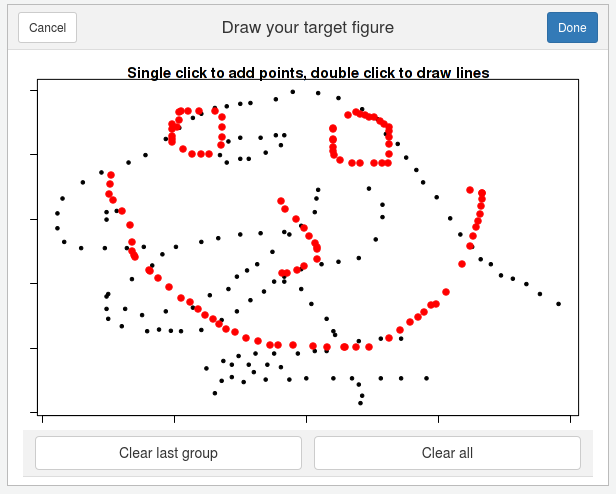 Cancel
Draw your target figure
Done
Single click to add points, double click to draw lines
Clear last group
Clear all